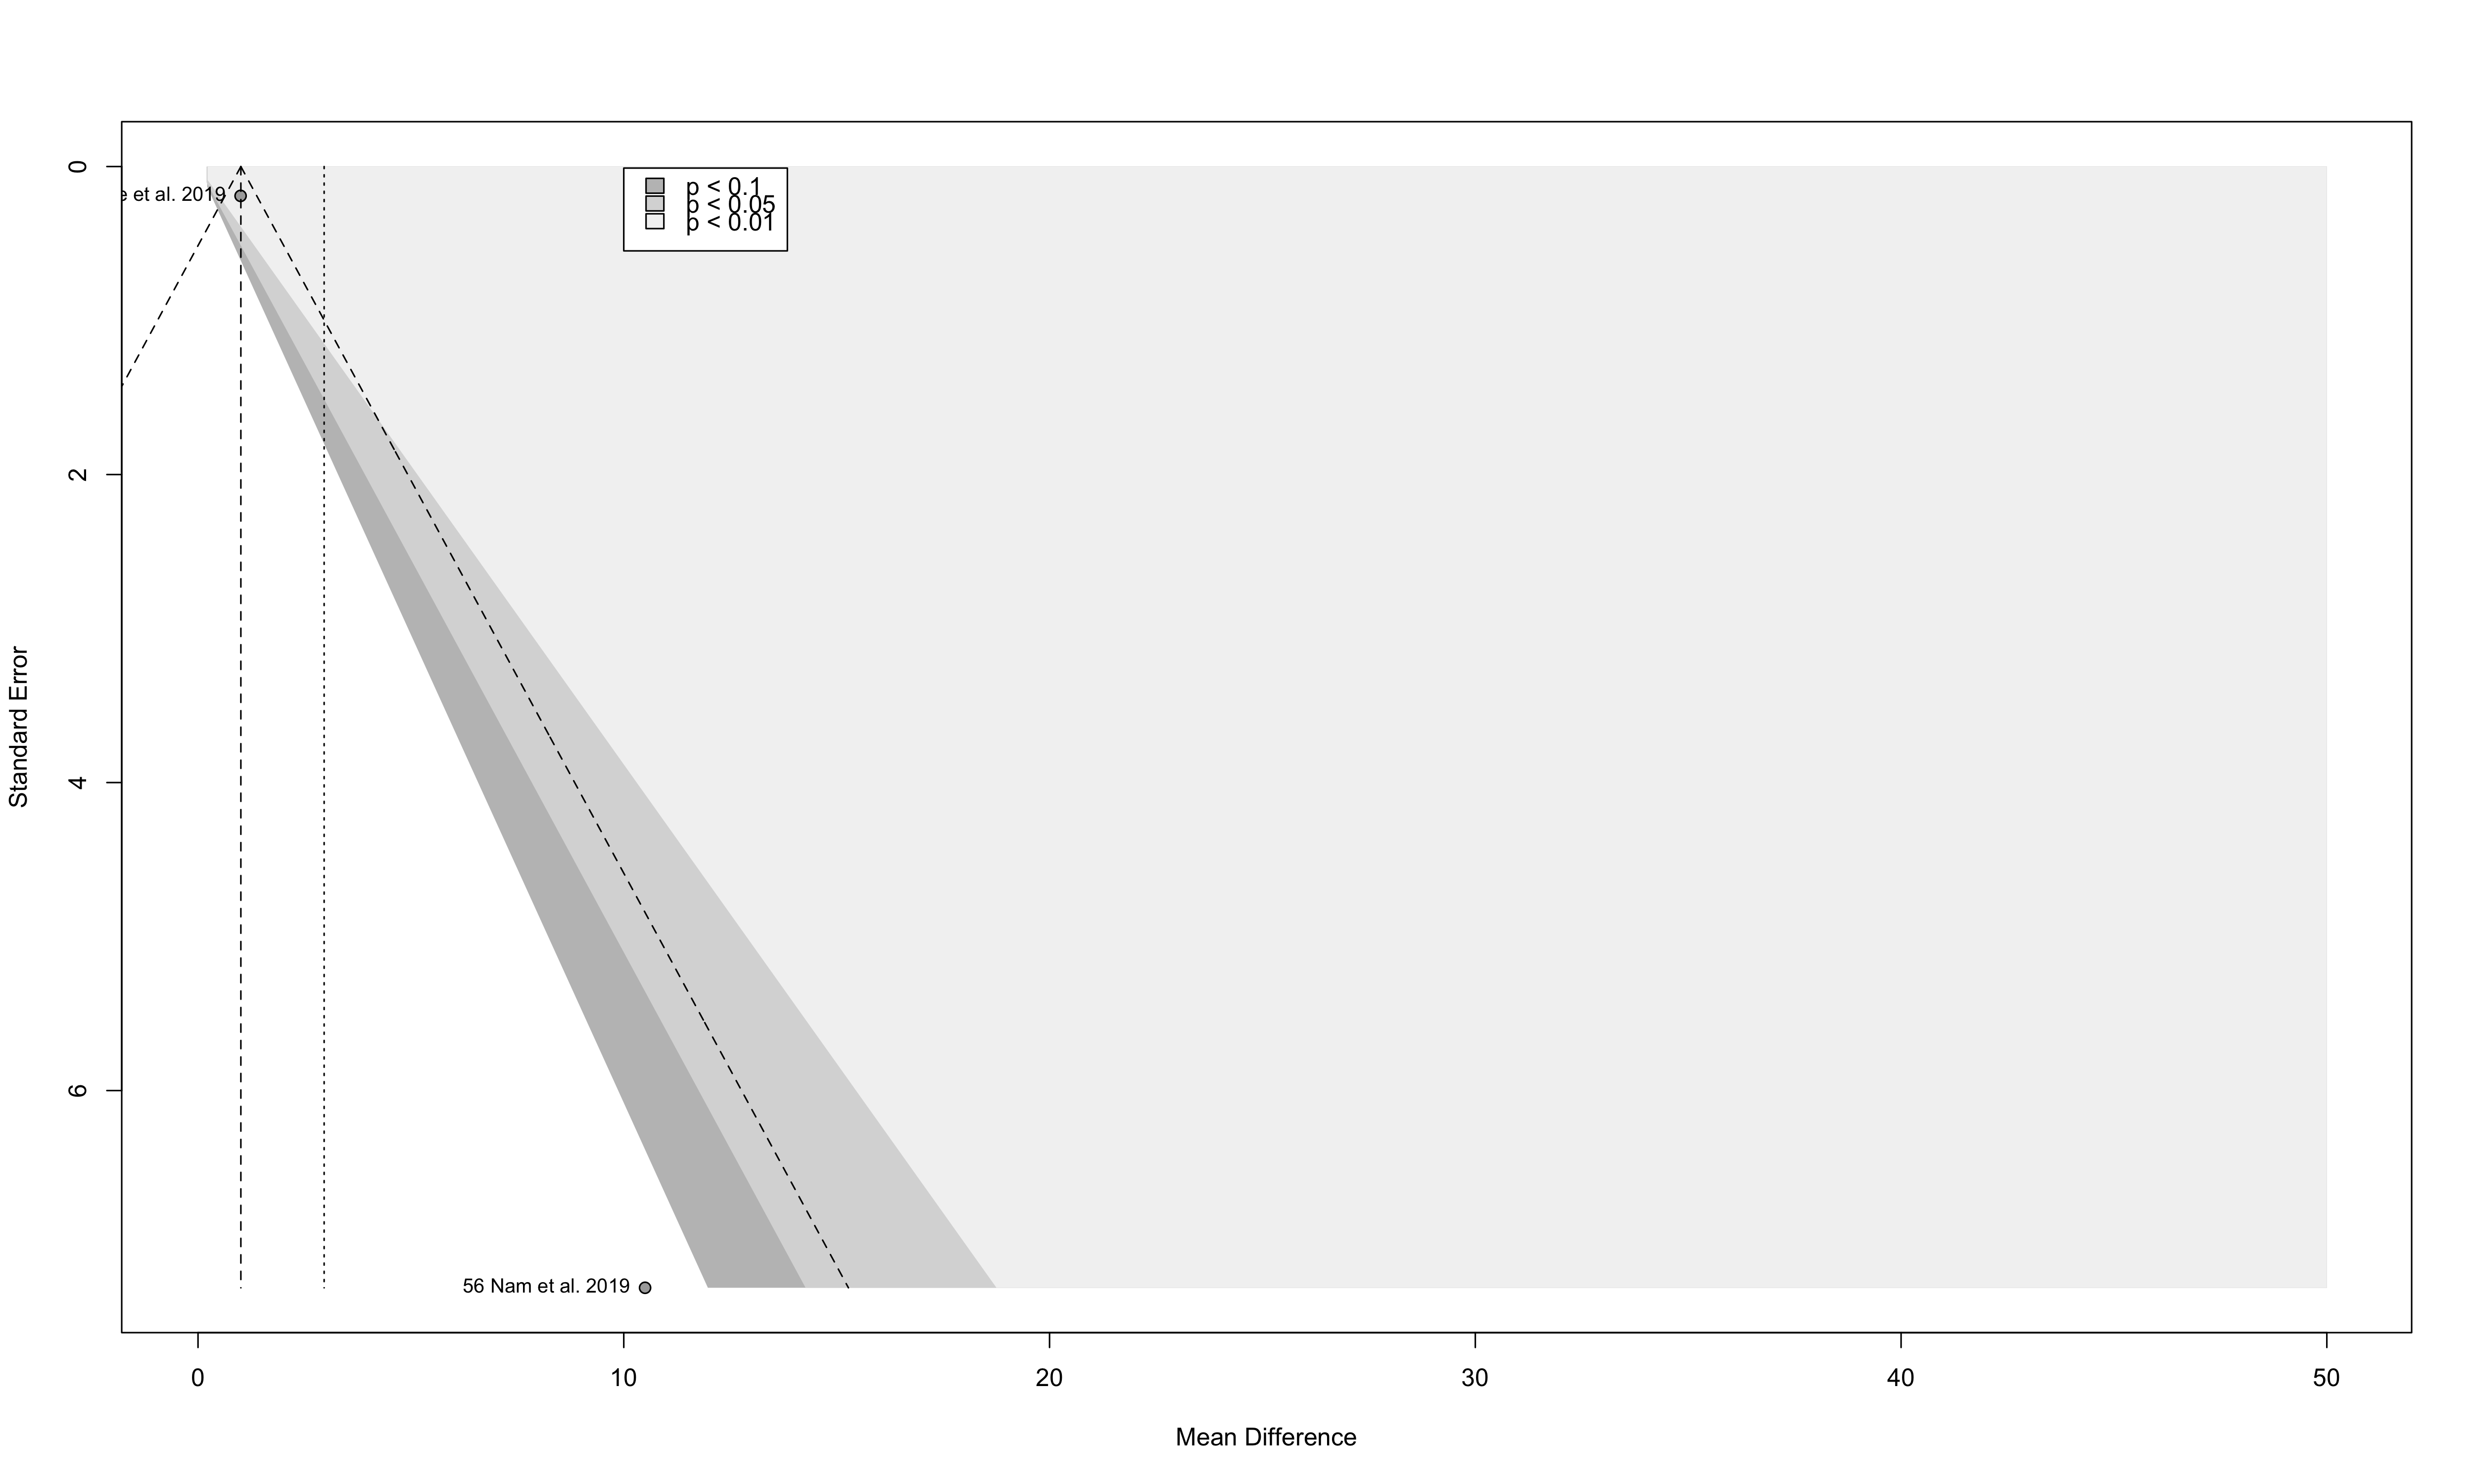 0
2
4
6
Standard Error
et al. 2019
p < 0.1
p < 0.05
p < 0.01
56 Nam et al. 2019
0
10
20
30
40
50
Mean Difference